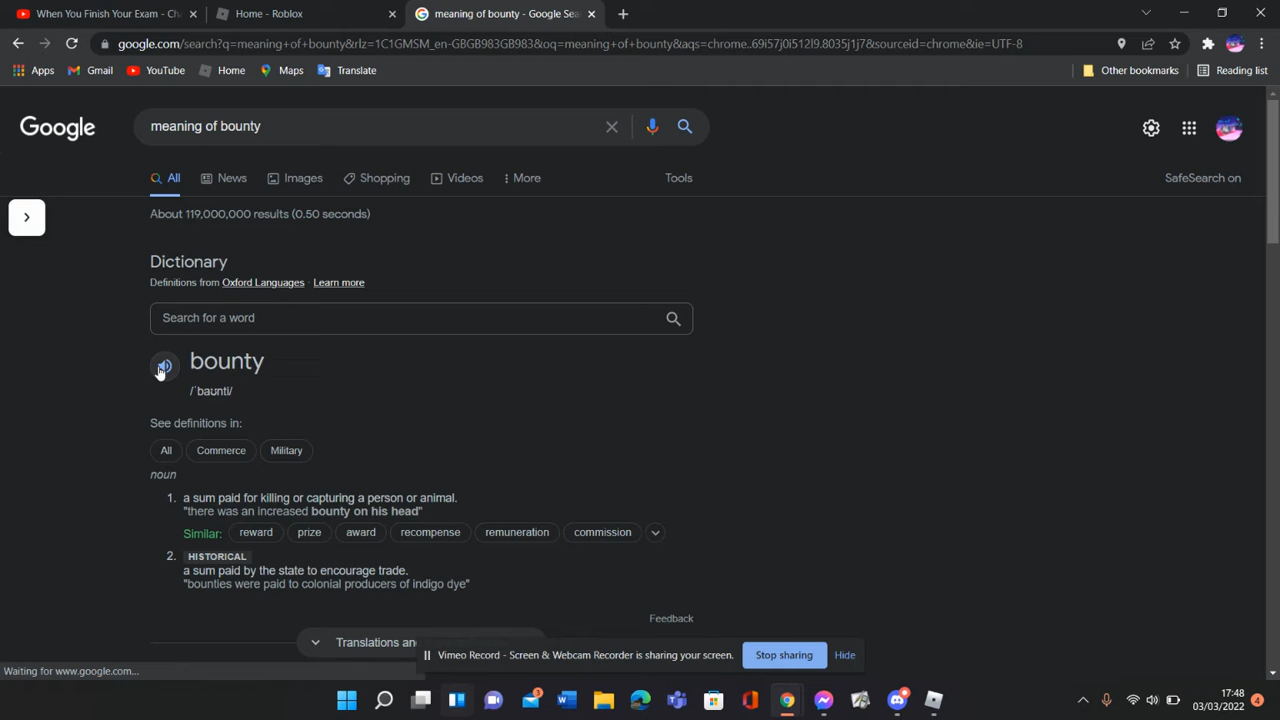 When You Finish Your Exam - Cha
Home - Roblox
meaning of bounty - Google Sea
google.com/search?q=meaning+of+bounty&rlz=1C1GMSM_en-GBGB983GB983&oq=meaning+of+bounty&aqs=chrome..69i57j0i512l9.8035j1j7&sourceid=chrome&ie=UTF-8
Apps
Gmail
YouTube
Home
Maps
Translate
Other bookmarks
Reading list
Google
meaning of bounty
All
News
Images
Shopping
Videos
More
Tools
SafeSearch on
About 119,000,000 results (0.50 seconds)
Dictionary
Definitions from Oxford Languages · Learn more
Search for a word
bounty
/ˈbaʊnti/
See definitions in:
All
Commerce
Military
noun
1. a sum paid for killing or capturing a person or animal.
"there was an increased bounty on his head"
Similar:
reward
prize
award
recompense
remuneration
commission
2. HISTORICAL
a sum paid by the state to encourage trade.
"bounties were paid to colonial producers of indigo dye"
Feedback
Translations and
Vimeo Record - Screen & Webcam Recorder is sharing your screen.
Stop sharing
Hide
Waiting for www.google.com...
3
17:48
03/03/2022
4